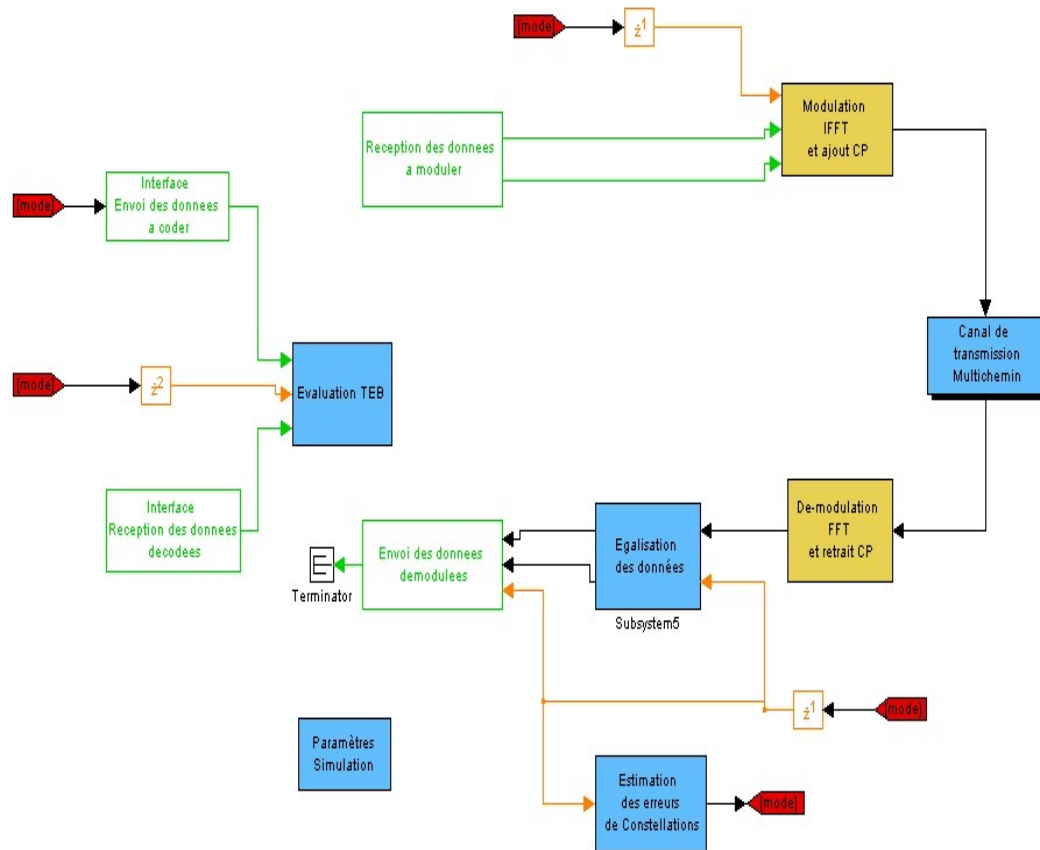 [mode]
z-1
Modulation
IFFT
et ajout CP
Reception des donnees
a moduler
[mode]
Interface
Envoi des donnees
a coder
Canal de
transmission
Multichemin
[mode]
z-2
Evaluation TEB
Interface
Reception des donnees
decodees
De-modulation
FFT
et retrait CP
Egalisation
des données
Subsystem5
Envoi des donnees
demodulees
Terminator
z-1
[mode]
Paramètres
Simulation
Estimation
des erreurs
de Constellations
[mode]